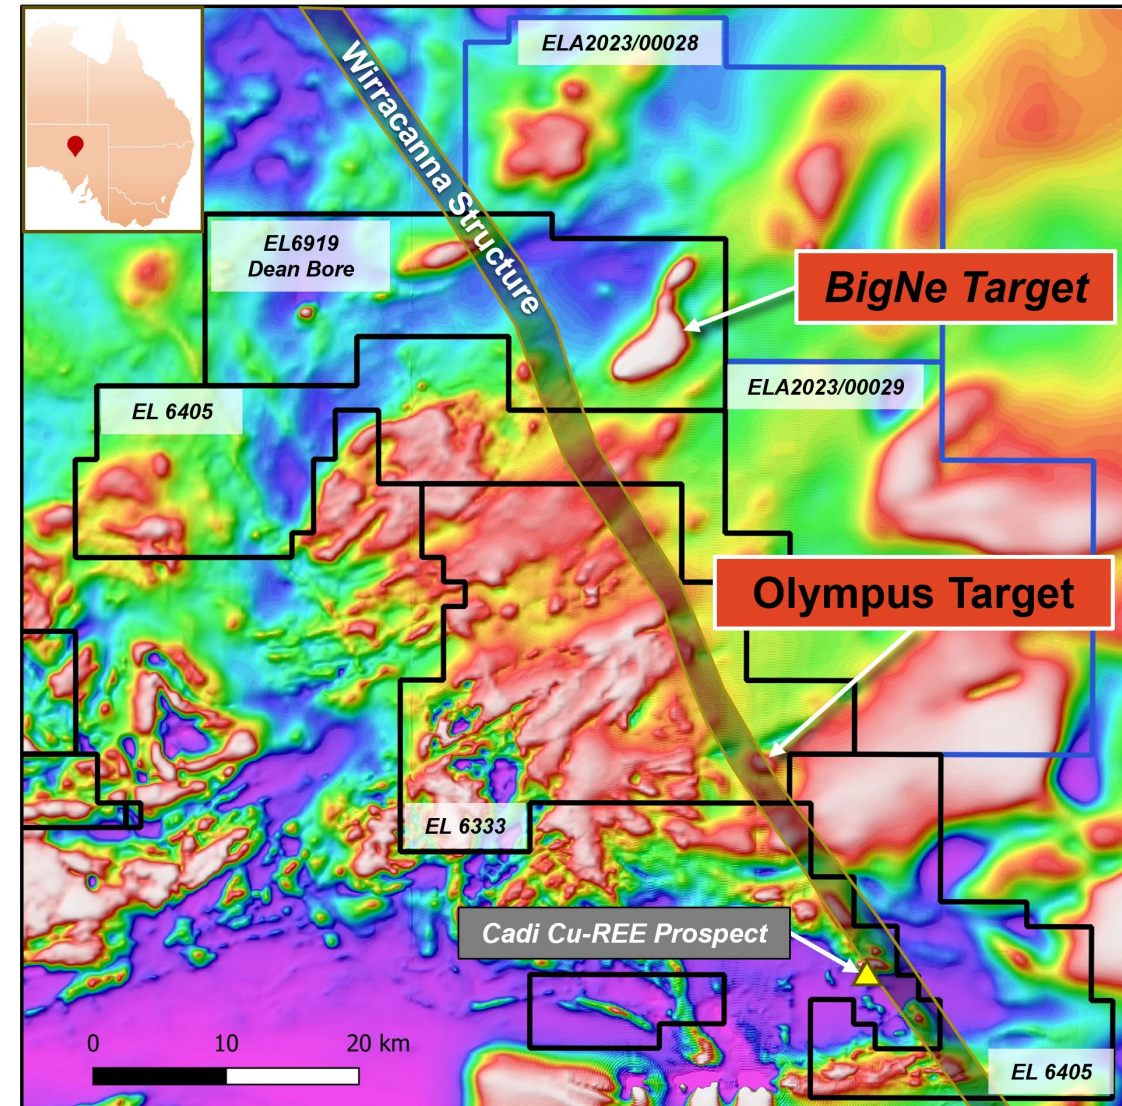 ELA2023/00028
Wirracanna Structure
EL6919
Dean Bore
BigNe Target
ELA2023/00029
EL 6405
Olympus Target
EL 6333
Cadi Cu-REE Prospect
0 10 20 km
EL 6405